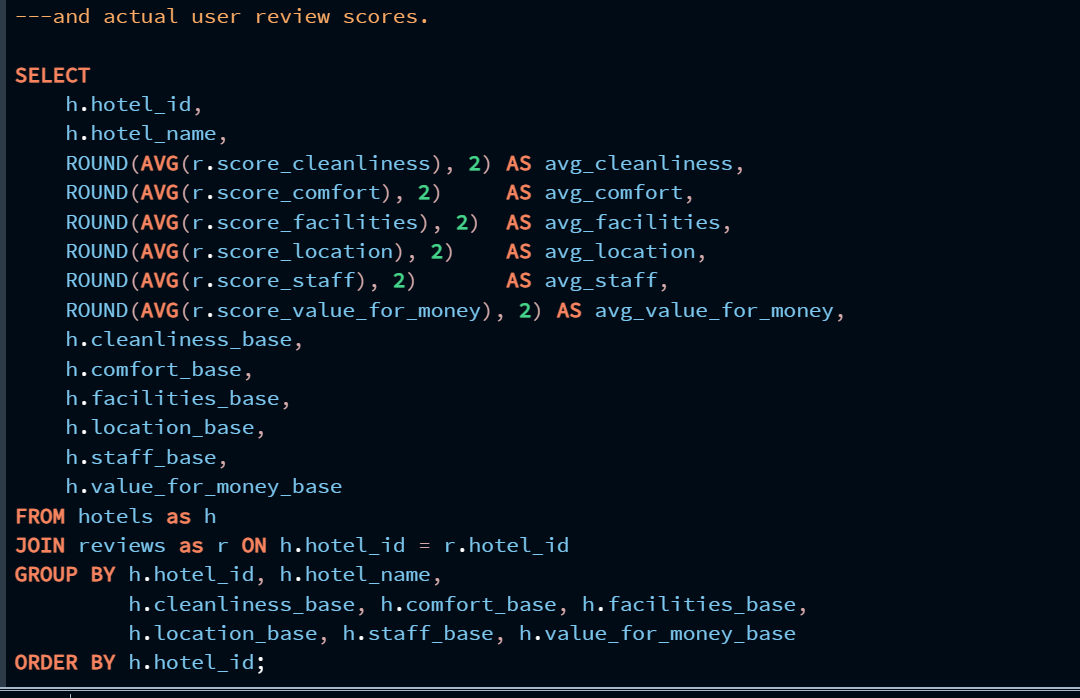 ---and actual user review scores.
SELECT
    h.hotel_id,
    h.hotel_name,
    ROUND(AVG(r.score_cleanliness), 2) AS avg_cleanliness,
    ROUND(AVG(r.score_comfort), 2)     AS avg_comfort,
    ROUND(AVG(r.score_facilities), 2)  AS avg_facilities,
    ROUND(AVG(r.score_location), 2)    AS avg_location,
    ROUND(AVG(r.score_staff), 2)       AS avg_staff,
    ROUND(AVG(r.score_value_for_money), 2) AS avg_value_for_money,
    h.cleanliness_base,
    h.comfort_base,
    h.facilities_base,
    h.location_base,
    h.staff_base,
    h.value_for_money_base
FROM hotels as h
JOIN reviews as r ON h.hotel_id = r.hotel_id
GROUP BY h.hotel_id, h.hotel_name,
         h.cleanliness_base, h.comfort_base, h.facilities_base,
         h.location_base, h.staff_base, h.value_for_money_base
ORDER BY h.hotel_id;